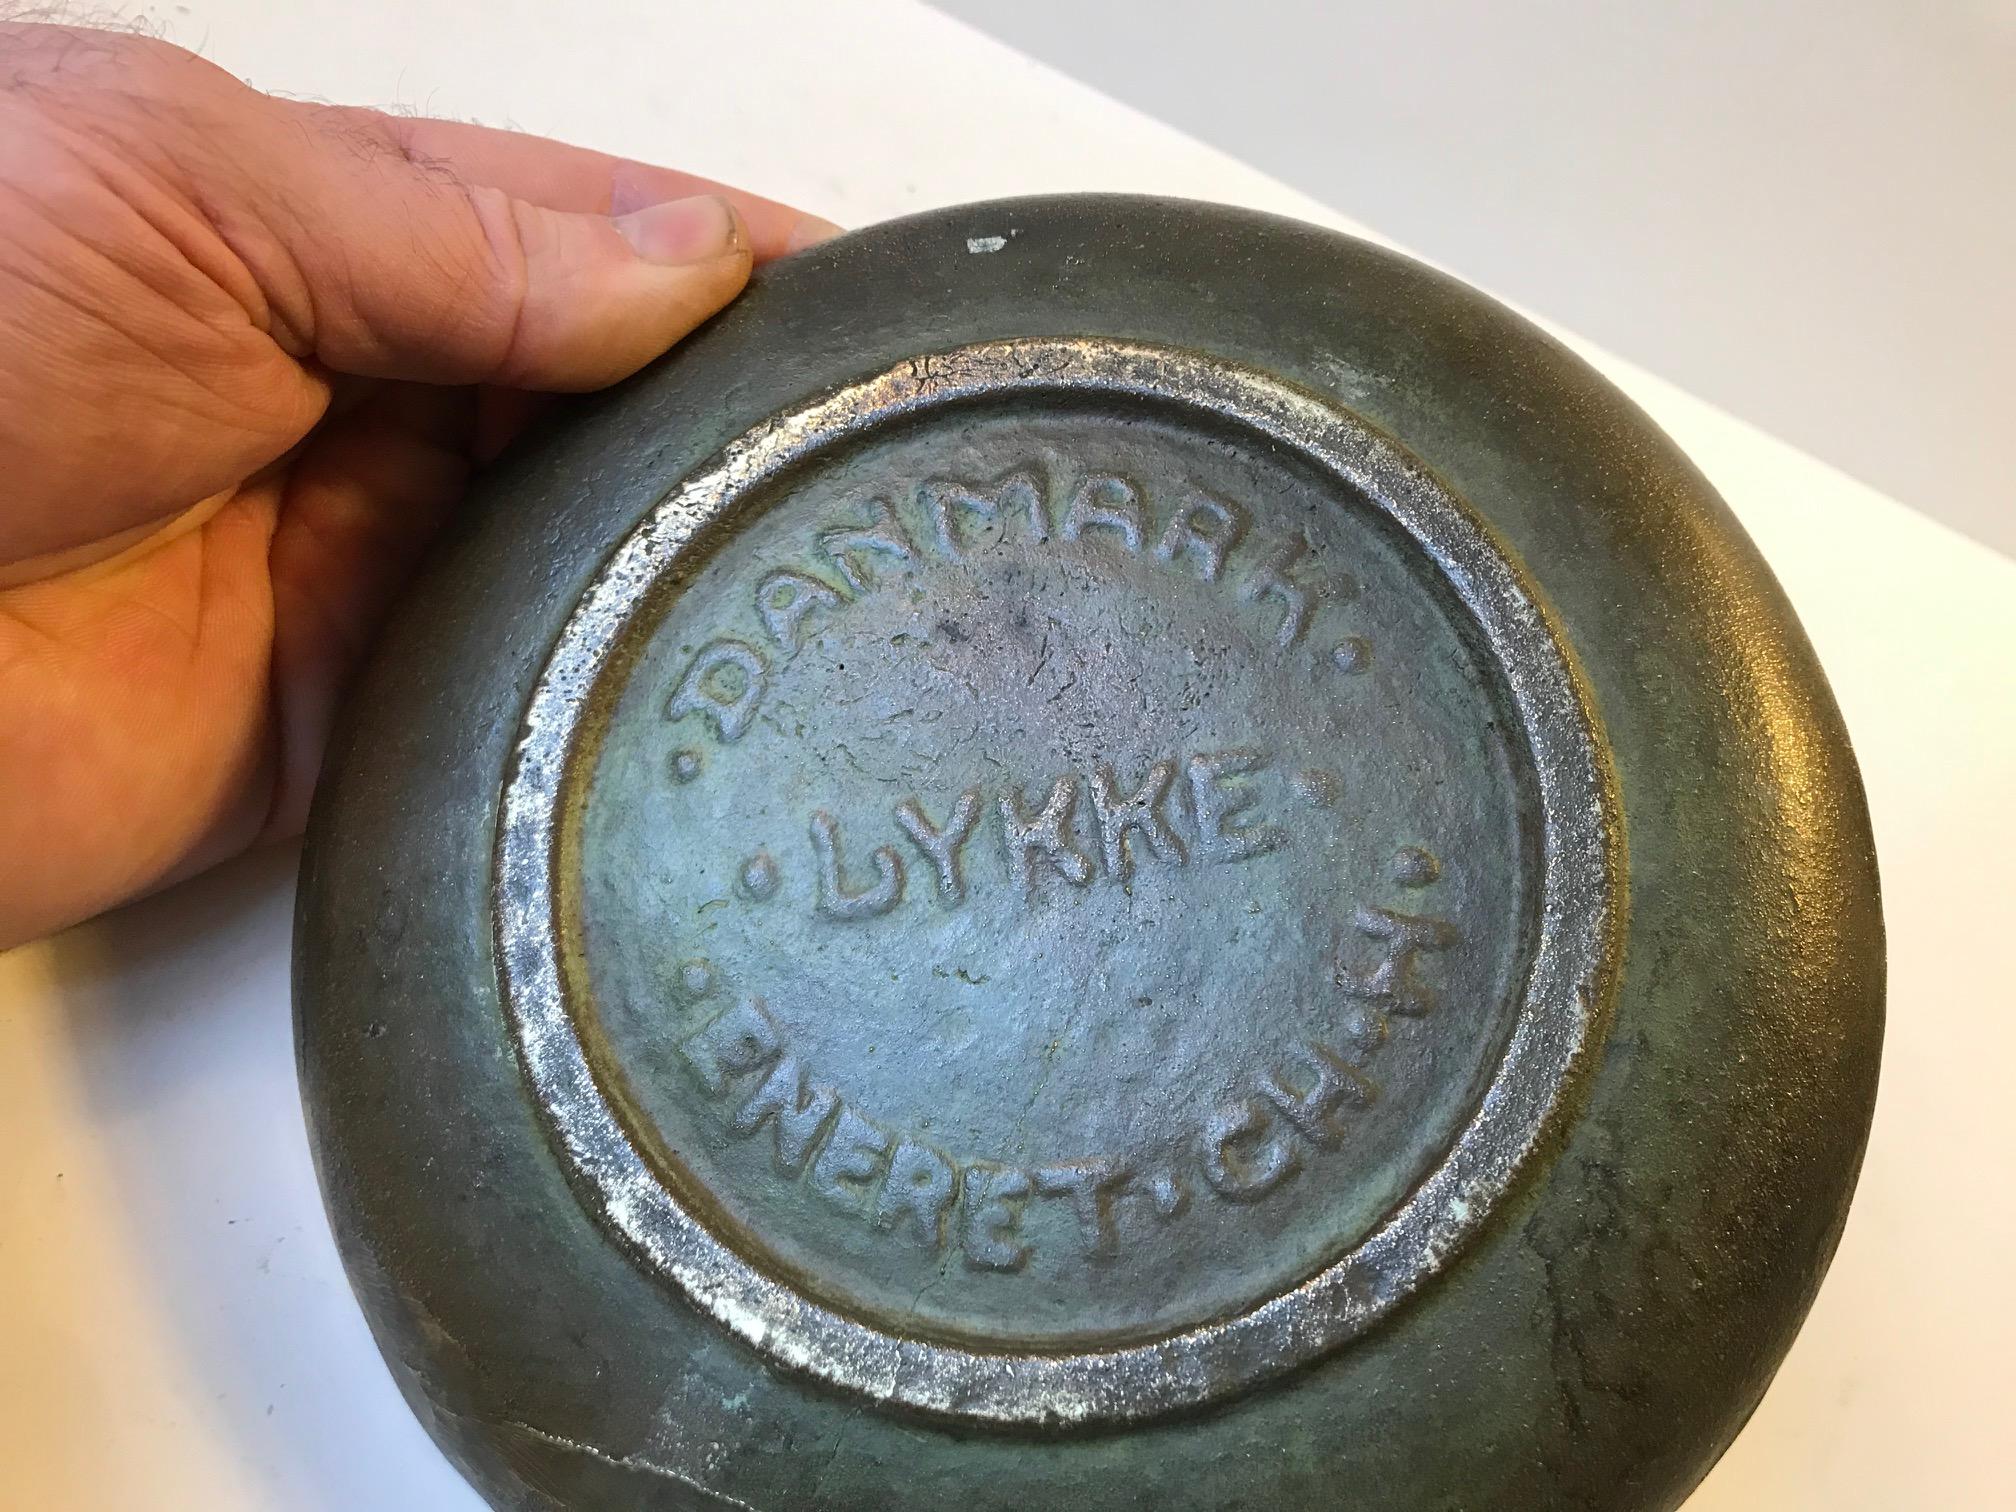 · DANMARK ·
· LYKKE ·
· ENERET · CH · H ·